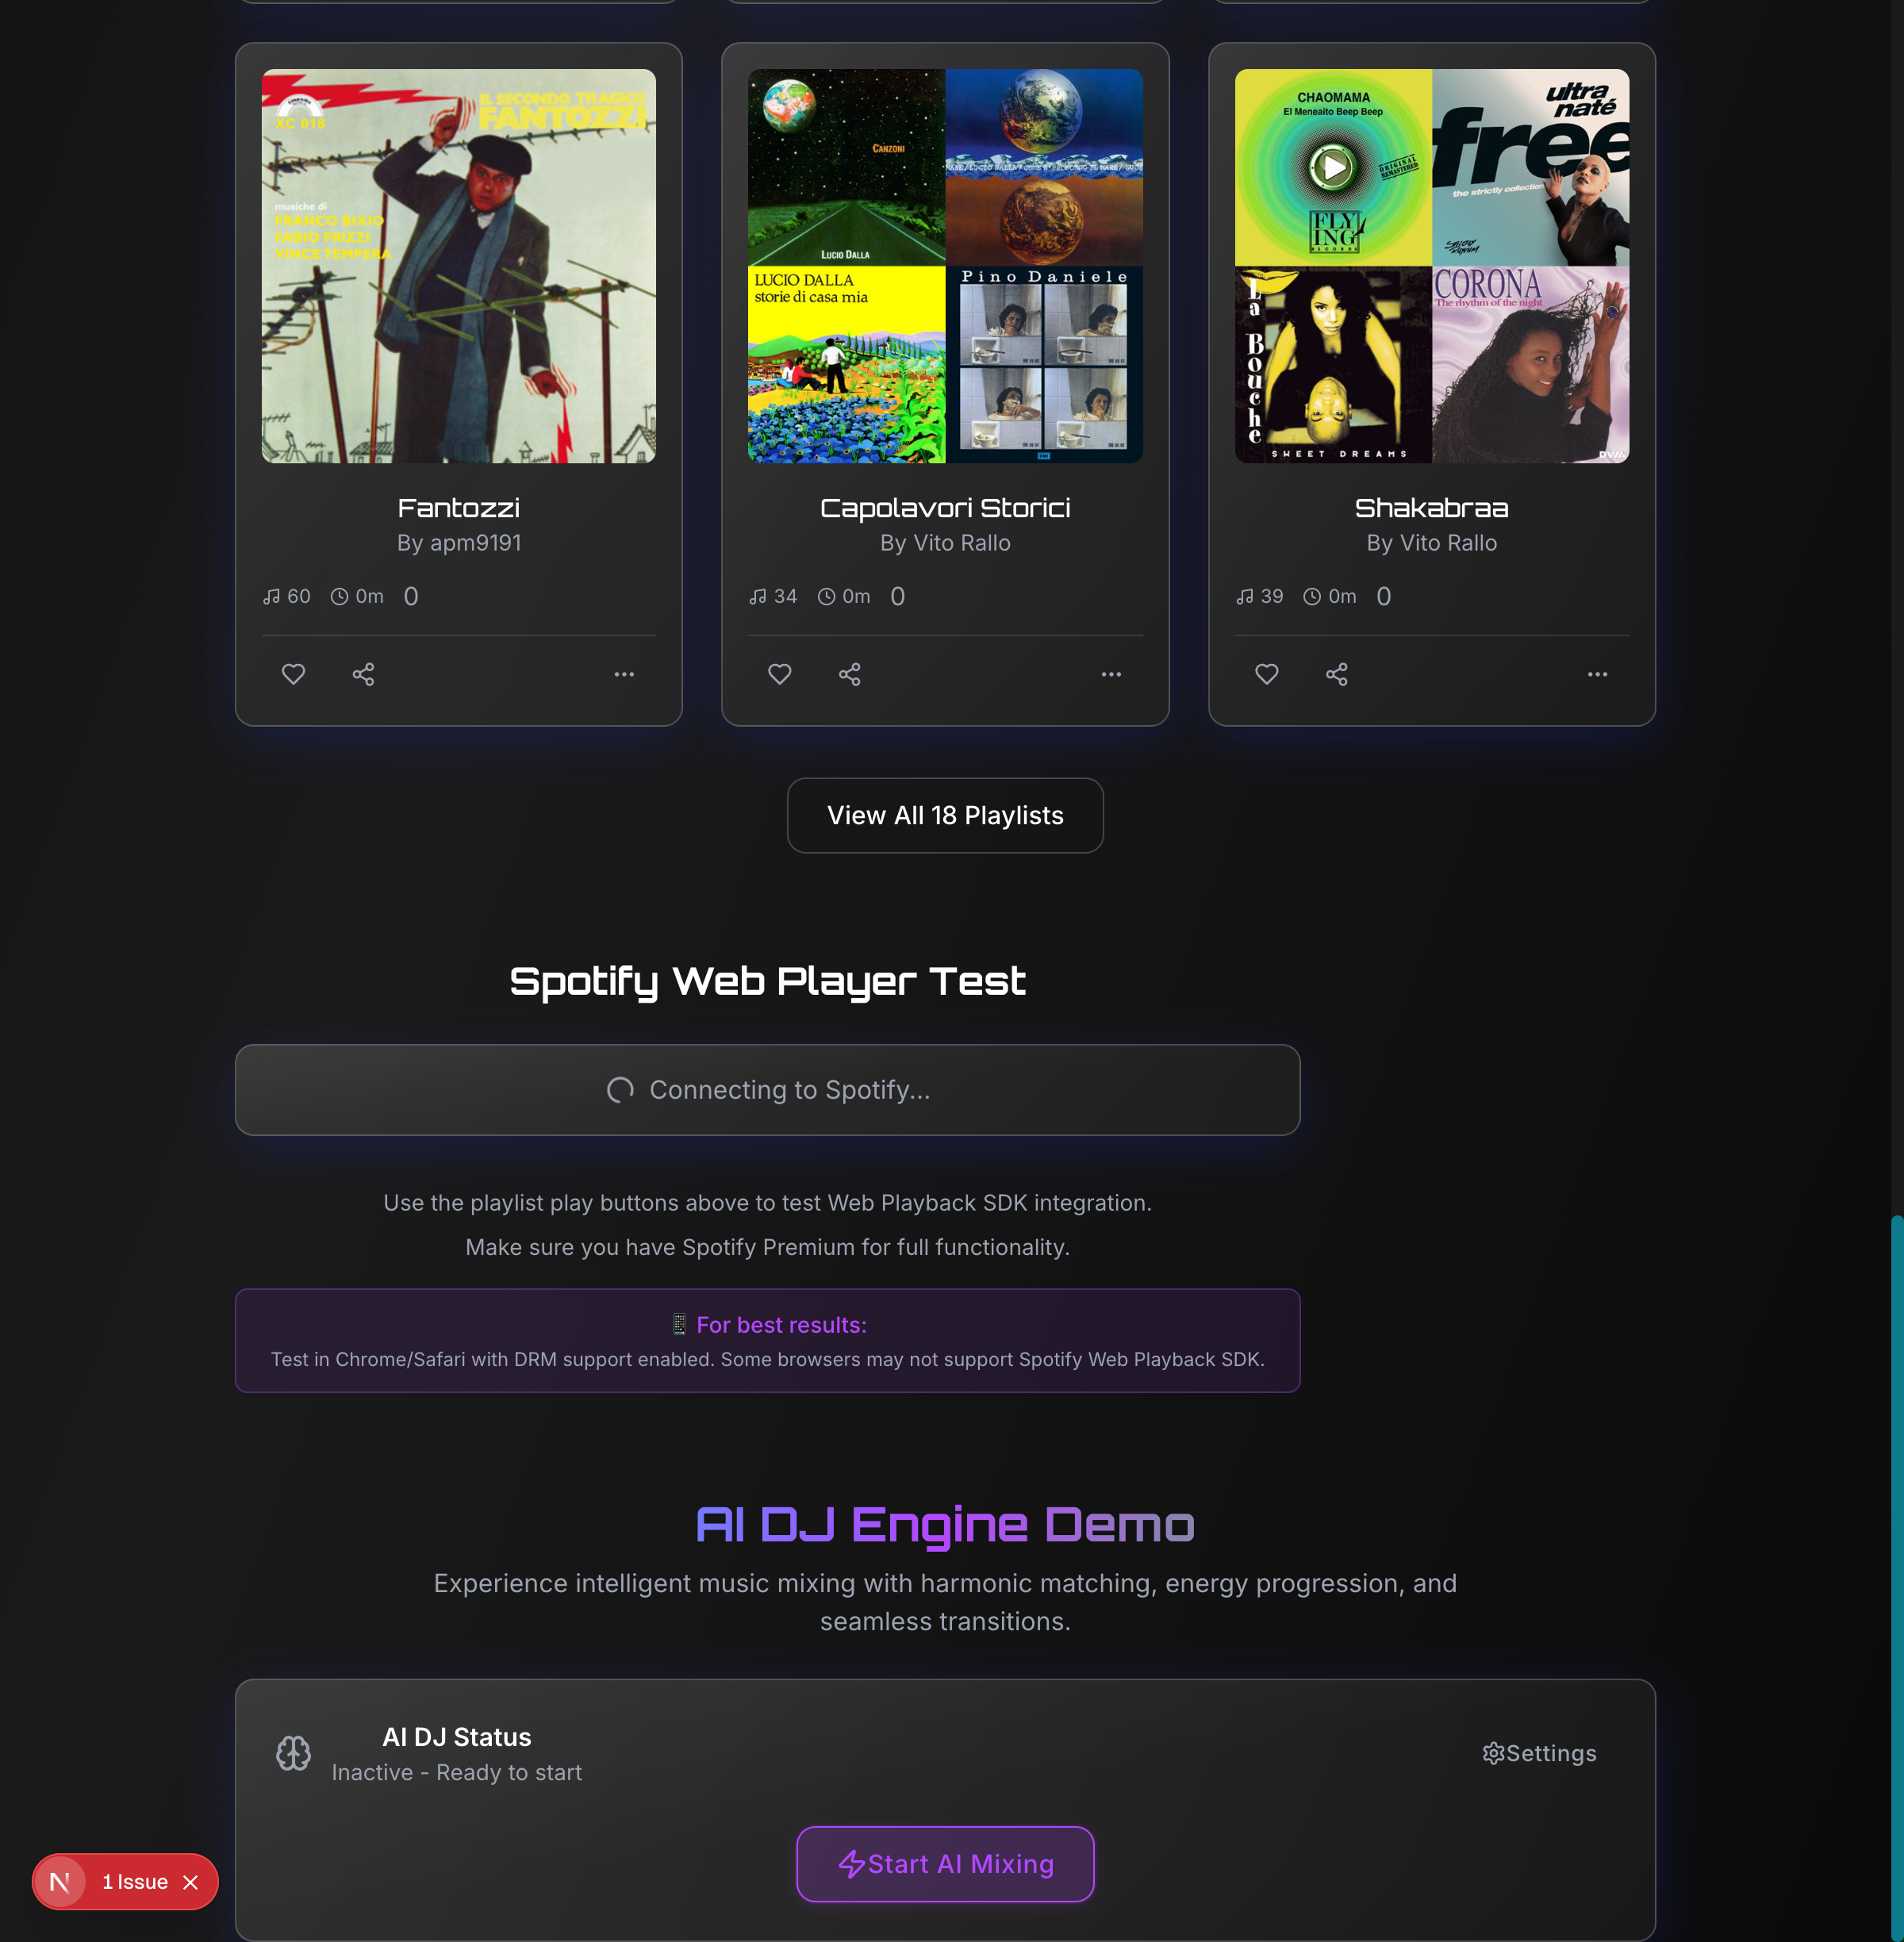 XC 018
IL SECONDO TRAGICO
FANTOZZI
musiche di
FRANCO BIXIO
FABIO FRIZZI
VINCE TEMPERA
CANZONI
LUCIO DALLA
LUCIO DALLA
storie di casa mia
Pino Daniele
CHAOMAMA
El Meneaito Beep Beep
ORIGINAL
REMASTERED
FLY
ING
RECORDS
ultra
naté
free
the strictly collection
La Bouche
SWEET DREAMS
CORONA
The rhythm of the night
DWA
Fantozzi
By apm9191
60 0m 0
Capolavori Storici
By Vito Rallo
34 0m 0
Shakabraa
By Vito Rallo
39 0m 0
View All 18 Playlists
Spotify Web Player Test
Connecting to Spotify...
Use the playlist play buttons above to test Web Playback SDK integration.
Make sure you have Spotify Premium for full functionality.
For best results:
Test in Chrome/Safari with DRM support enabled. Some browsers may not support Spotify Web Playback SDK.
AI DJ Engine Demo
Experience intelligent music mixing with harmonic matching, energy progression, and
seamless transitions.
AI DJ Status
Inactive - Ready to start
Settings
Start AI Mixing
N 1 Issue